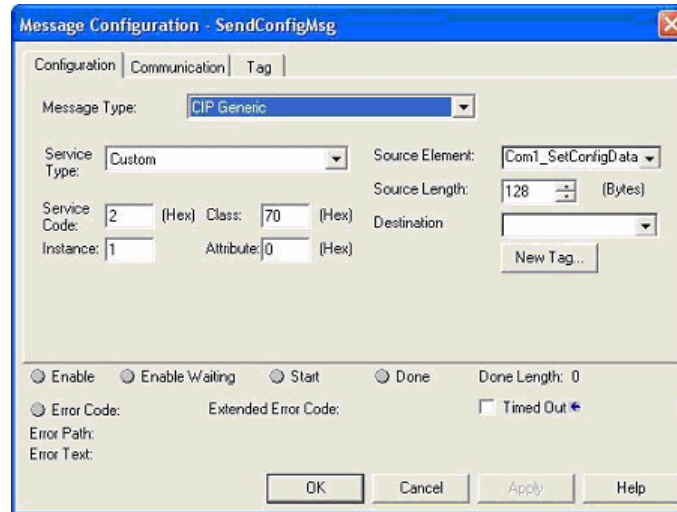 Message Configuration - SendConfigMsg
Configuration Communication Tag
Message Type: CIP Generic
Service Type: Custom
Source Element: Com1_SetConfigData
Source Length: 128 (Bytes)
Service Code: 2 (Hex) Class: 70 (Hex)
Destination
Instance: 1 Attribute: 0 (Hex)
New Tag...
Enable Enable Waiting Start Done Done Length: 0
Error Code: Extended Error Code: Timed Out
Error Path:
Error Text:
OK Cancel Apply Help